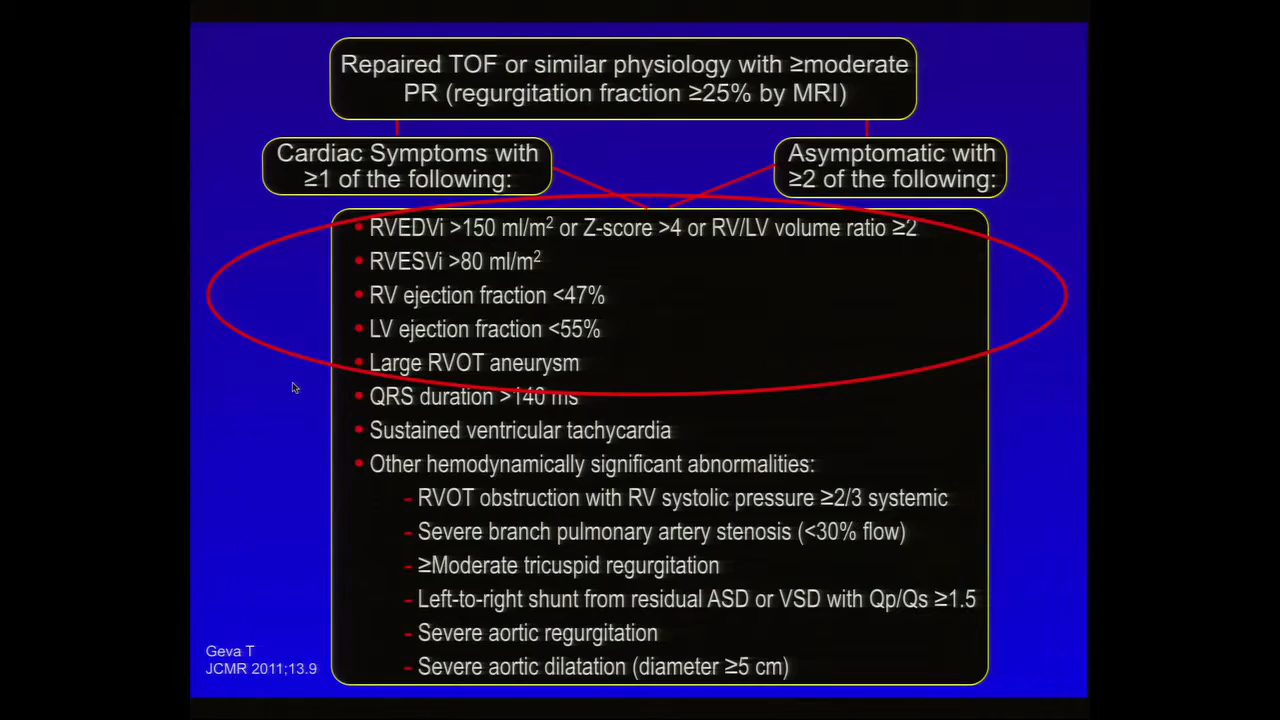 Repaired TOF or similar physiology with ≥moderate
PR (regurgitation fraction ≥25% by MRI)
Cardiac Symptoms with
≥1 of the following:
Asymptomatic with
≥2 of the following:
• RVEDVi >150 ml/m² or Z-score >4 or RV/LV volume ratio ≥2
• RVESVi >80 ml/m²
• RV ejection fraction <47%
• LV ejection fraction <55%
• Large RVOT aneurysm
• QRS duration >140 ms
• Sustained ventricular tachycardia
• Other hemodynamically significant abnormalities:
- RVOT obstruction with RV systolic pressure ≥2/3 systemic
- Severe branch pulmonary artery stenosis (<30% flow)
- ≥Moderate tricuspid regurgitation
- Left-to-right shunt from residual ASD or VSD with Qp/Qs ≥1.5
- Severe aortic regurgitation
- Severe aortic dilatation (diameter ≥5 cm)
Geva T
JCMR 2011;13.9